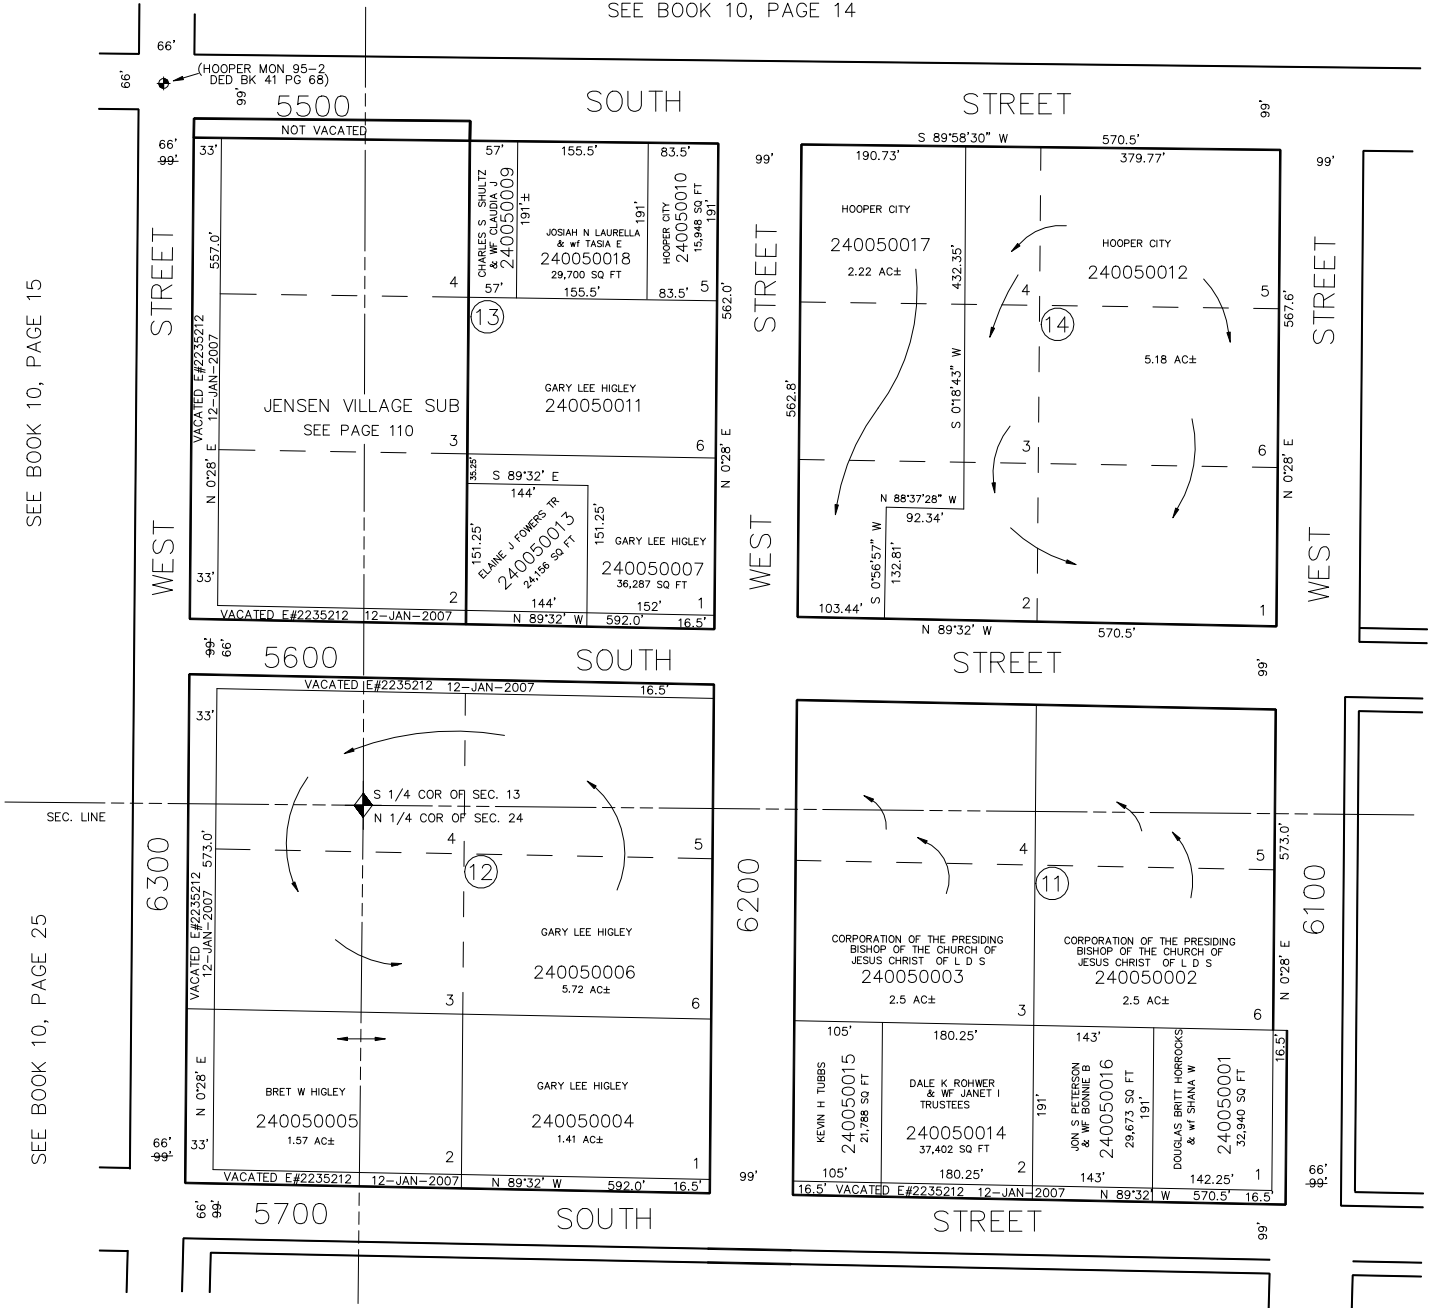 SEE BOOK 10, PAGE 14
66'
66'
(HOOPER MON 95-2
DED BK 41 PG 68)
99'
5500
SOUTH
STREET
99'
NOT VACATED
S 89°58'30" W
570.5'
66'
99'
33'
57'
155.5'
83.5'
99'
190.73'
379.77'
99'
CHARLES S SHULTZ
& WF CLAUDIA J
240050009
191'±
JOSIAH N LAURELLA
& wf TASIA E
240050018
29,700 SQ FT
191'
HOOPER CITY
240050010
15,948 SQ FT
191'
57'
155.5'
83.5'
4
5
13
557.0'
562.0'
STREET
STREET
STREET
HOOPER CITY
240050017
2.22 AC±
432.35'
S 0°18'43" W
HOOPER CITY
240050012
5.18 AC±
4
5
14
567.6'
562.8'
SEE BOOK 10, PAGE 15
VACATED E#2235212
12-JAN-2007
JENSEN VILLAGE SUB
SEE PAGE 110
GARY LEE HIGLEY
240050011
3
6
3
6
N 0°28' E
N 0°28' E
N 0°28' E
35.25'
S 89°32' E
144'
N 88°37'28" W
92.34'
WEST
WEST
WEST
151.25'
ELAINE J FOWERS TR
240050013
24,156 SQ FT
151.25'
GARY LEE HIGLEY
240050007
36,287 SQ FT
S 0°56'57" W
132.81'
33'
2
144'
152'
1
103.44'
2
1
VACATED E#2235212 12-JAN-2007
N 89°32' W
592.0'
16.5'
N 89°32' W
570.5'
99'
66'
5600
SOUTH
STREET
99'
VACATED E#2235212 12-JAN-2007
16.5'
33'
S 1/4 COR OF SEC. 13
N 1/4 COR OF SEC. 24
SEC. LINE
4
5
4
5
12
11
573.0'
573.0'
6300
6200
6100
VACATED E#2235212
12-JAN-2007
GARY LEE HIGLEY
240050006
5.72 AC±
CORPORATION OF THE PRESIDING
BISHOP OF THE CHURCH OF
JESUS CHRIST OF L D S
240050003
2.5 AC±
CORPORATION OF THE PRESIDING
BISHOP OF THE CHURCH OF
JESUS CHRIST OF L D S
240050002
2.5 AC±
N 0°28' E
SEE BOOK 10, PAGE 25
3
6
3
6
N 0°28' E
BRET W HIGLEY
240050005
1.57 AC±
GARY LEE HIGLEY
240050004
1.41 AC±
105'
KEVIN H TUBBS
240050015
21,788 SQ FT
105'
180.25'
DALE K ROHWER
& WF JANET I
TRUSTEES
240050014
37,402 SQ FT
180.25'
191'
143'
JON S PETERSON
& WF BONNIE B
240050016
29,673 SQ FT
191'
143'
DOUGLAS BRITT HORROCKS
& wf SHANA W
240050001
32,940 SQ FT
142.25'
16.5'
66'
99'
33'
2
1
99'
2
1
66'
99'
VACATED E#2235212 12-JAN-2007
N 89°32' W
592.0'
16.5'
16.5' VACATED E#2235212 12-JAN-2007
N 89°32' W
570.5'
16.5'
66'
99'
5700
SOUTH
STREET
99'